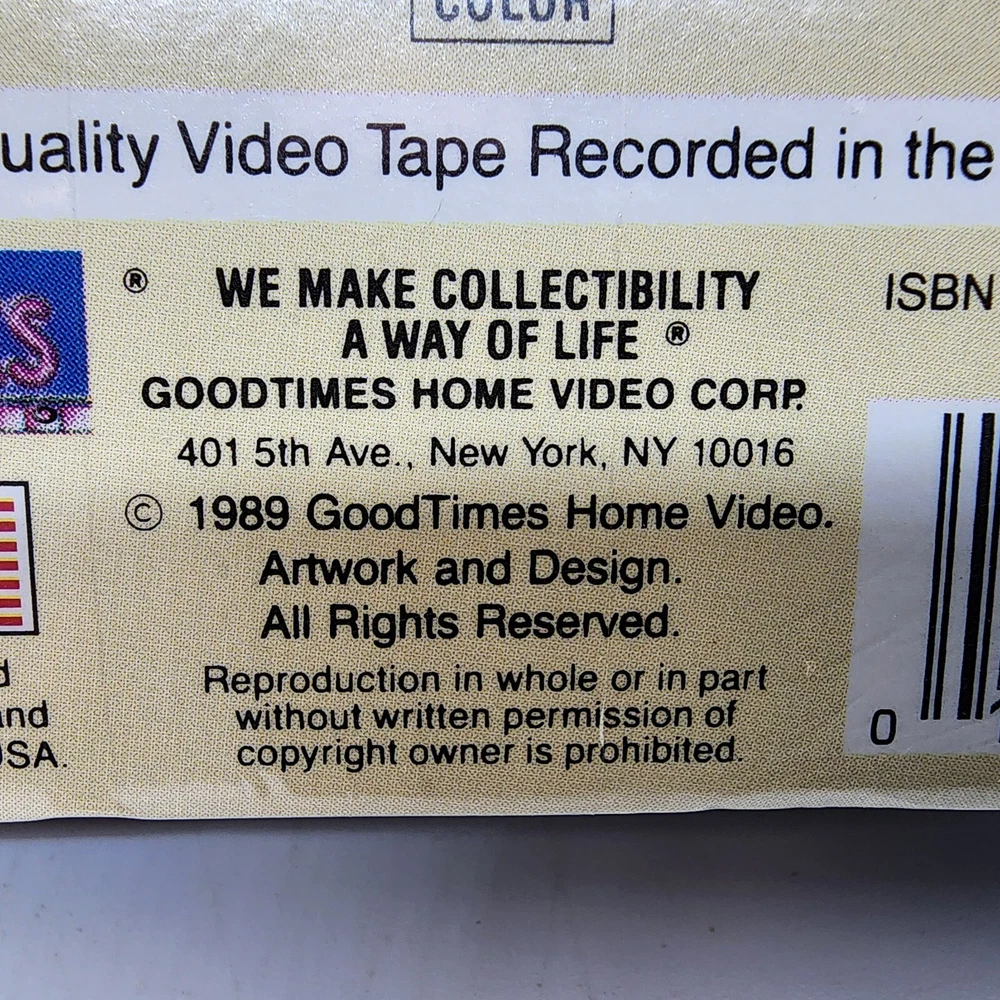 COLOR
uality Video Tape Recorded in the
S
® WE MAKE COLLECTIBILITY
A WAY OF LIFE ®
GOODTIMES HOME VIDEO CORP.
401 5th Ave., New York, NY 10016
© 1989 GoodTimes Home Video.
Artwork and Design.
All Rights Reserved.
Reproduction in whole or in part
without written permission of
copyright owner is prohibited.
ISBN
0
d
and
USA.